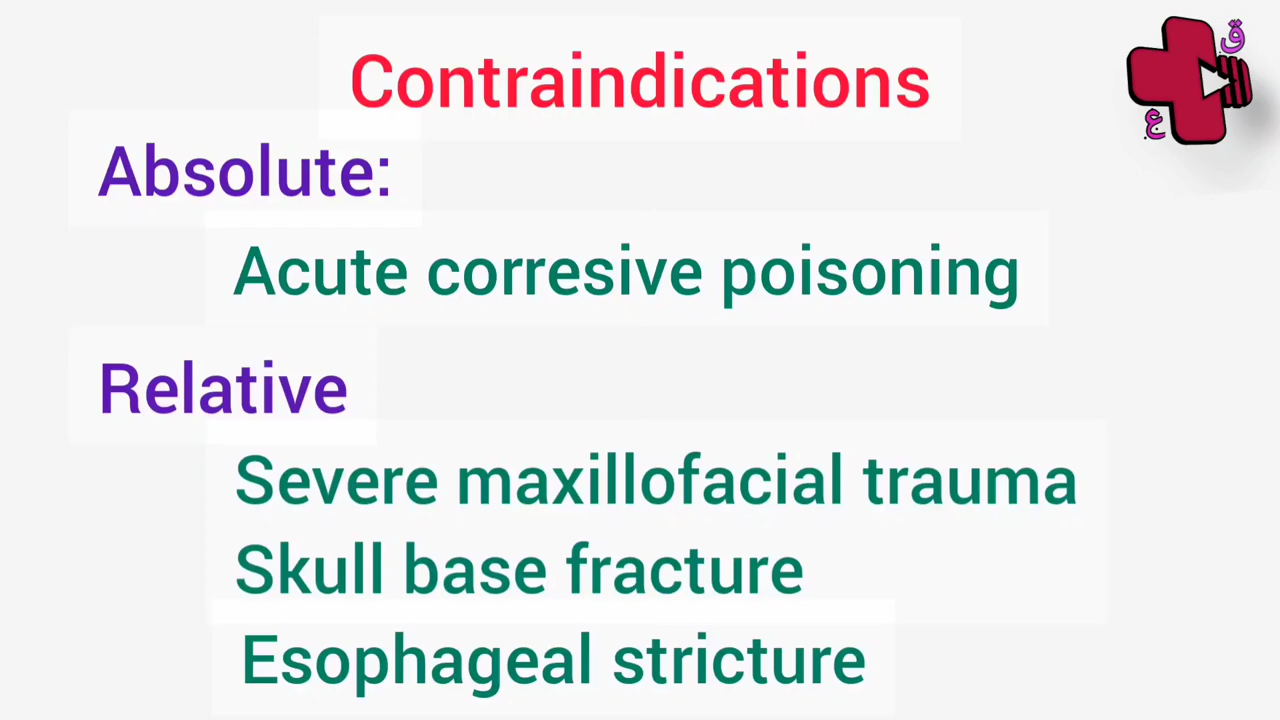 Contraindications
ق
ع
Absolute:
Acute corresive poisoning
Relative
Severe maxillofacial trauma
Skull base fracture
Esophageal stricture